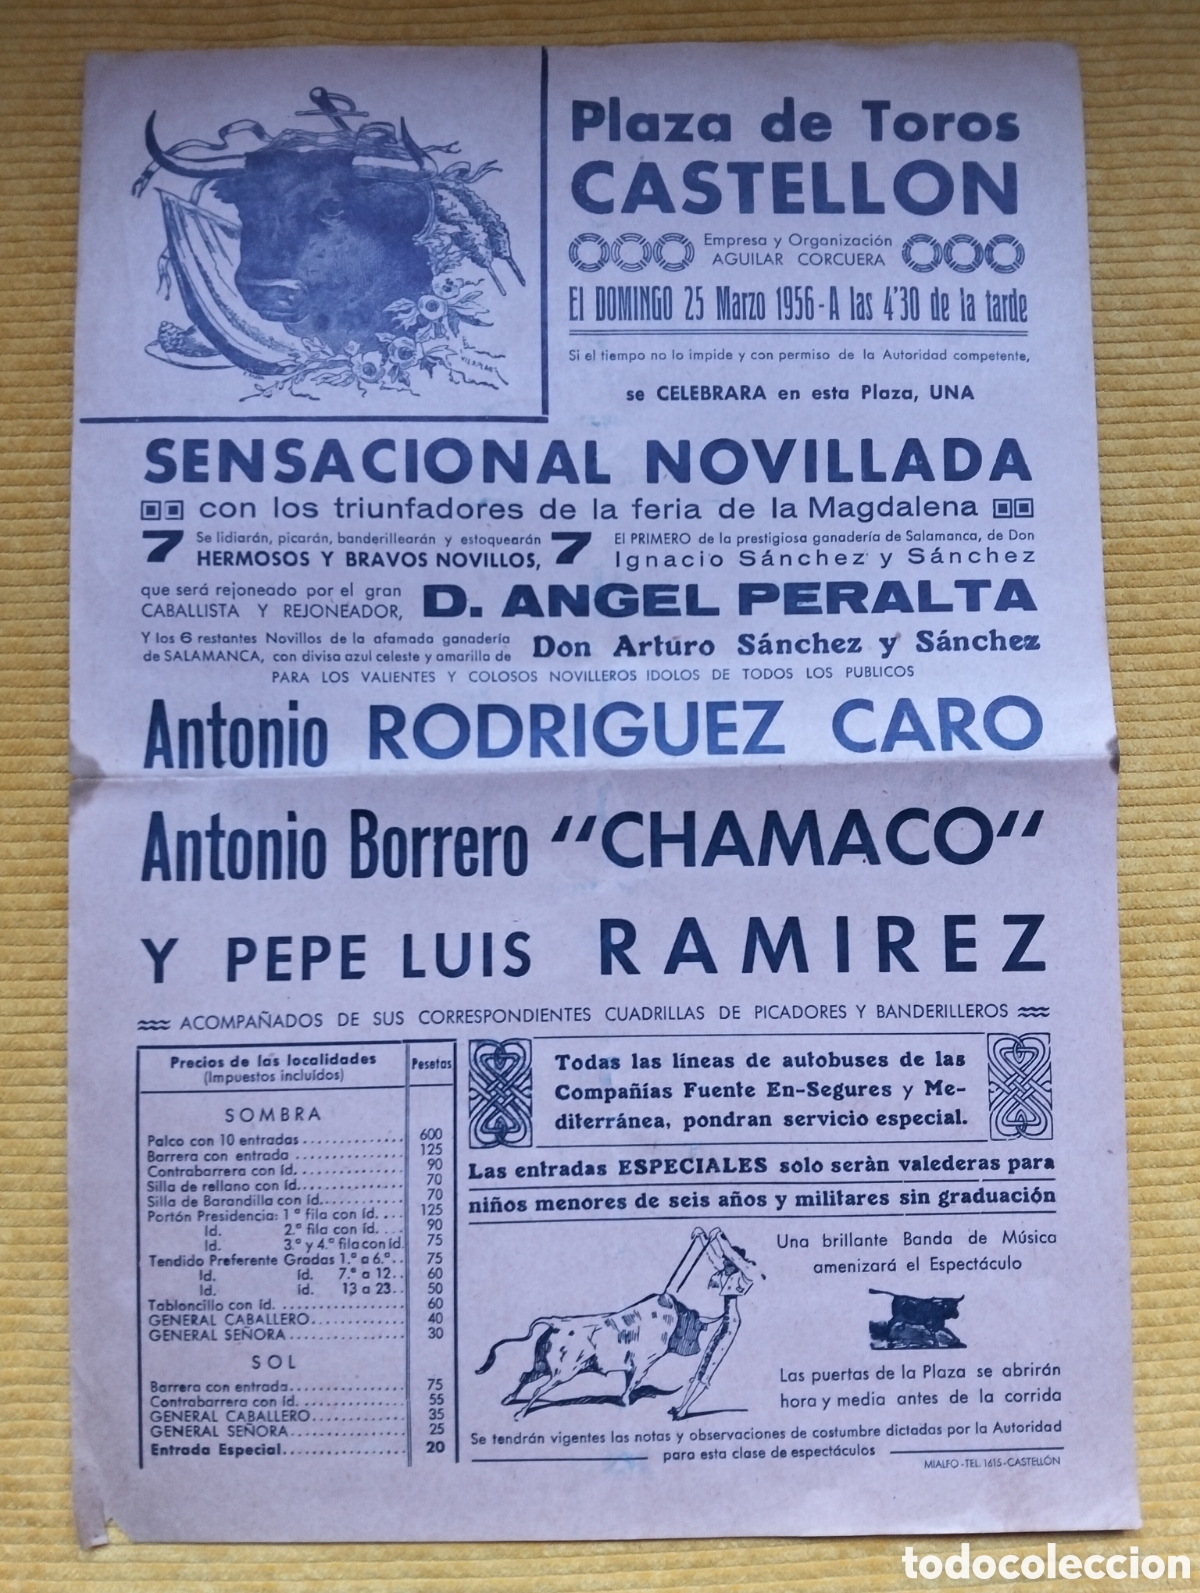 Plaza de Toros
CASTELLON
Empresa y Organización
AGUILAR CORCUERA
El DOMINGO 25 Marzo 1956 - A las 4'30 de la tarde
Si el tiempo no lo impide y con permiso de la Autoridad competente,
se CELEBRARA en esta Plaza, UNA
SENSACIONAL NOVILLADA
con los triunfadores de la feria de la Magdalena
7 Se lidiarán, picarán, banderillearán y estoquearán
HERMOSOS Y BRAVOS NOVILLOS, 7
El PRIMERO de la prestigiosa ganadería de Salamanca, de Don
Ignacio Sánchez y Sánchez
que será rejoneado por el gran
CABALLISTA Y REJONEADOR, D. ANGEL PERALTA
Y los 6 restantes Novillos de la afamada ganadería
de SALAMANCA, con divisa azul celeste y amarilla de Don Arturo Sánchez y Sánchez
PARA LOS VALIENTES Y COLOSOS NOVILLEROS IDOLOS DE TODOS LOS PUBLICOS
Antonio RODRIGUEZ CARO
Antonio Borrero "CHAMACO"
Y PEPE LUIS RAMIREZ
ACOMPAÑADOS DE SUS CORRESPONDIENTES CUADRILLAS DE PICADORES Y BANDERILLEROS
Precios de las localidades
(Impuestos incluídos)
Pesetas
SOMBRA
Palco con 10 entradas.............. 600
Barrera con entrada............... 125
Contrabarrera con íd............... 90
Silla de rellano con íd............... 70
Silla de Barandilla con íd............ 70
Portón Presidencia: 1.ª fila con íd.... 125
Id. 2.ª fila con íd.... 90
Id. 3.ª y 4.ª fila con íd. 75
Tendido Preferente Gradas 1.ª a 6.ª.. 75
Id. íd. 7.ª a 12.. 60
Id. íd. 13 a 23.. 50
Tabloncillo con íd. ................ 60
GENERAL CABALLERO............. 40
GENERAL SEÑORA................ 30
SOL
Barrera con entrada............... 75
Contrabarrera con íd............... 55
GENERAL CABALLERO............. 35
GENERAL SEÑORA................ 25
Entrada Especial................. 20
Todas las líneas de autobuses de las
Compañías Fuente En-Segures y Me-
diterránea, pondran servicio especial.
Las entradas ESPECIALES solo seràn valederas para
niños menores de seis años y militares sin graduación
Una brillante Banda de Música
amenizará el Espectáculo
Las puertas de la Plaza se abrirán
hora y media antes de la corrida
Se tendrán vigentes las notas y observaciones de costumbre dictadas por la Autoridad
para esta clase de espectáculos
MIALFO - TEL. 1615 - CASTELLÓN
todocoleccion